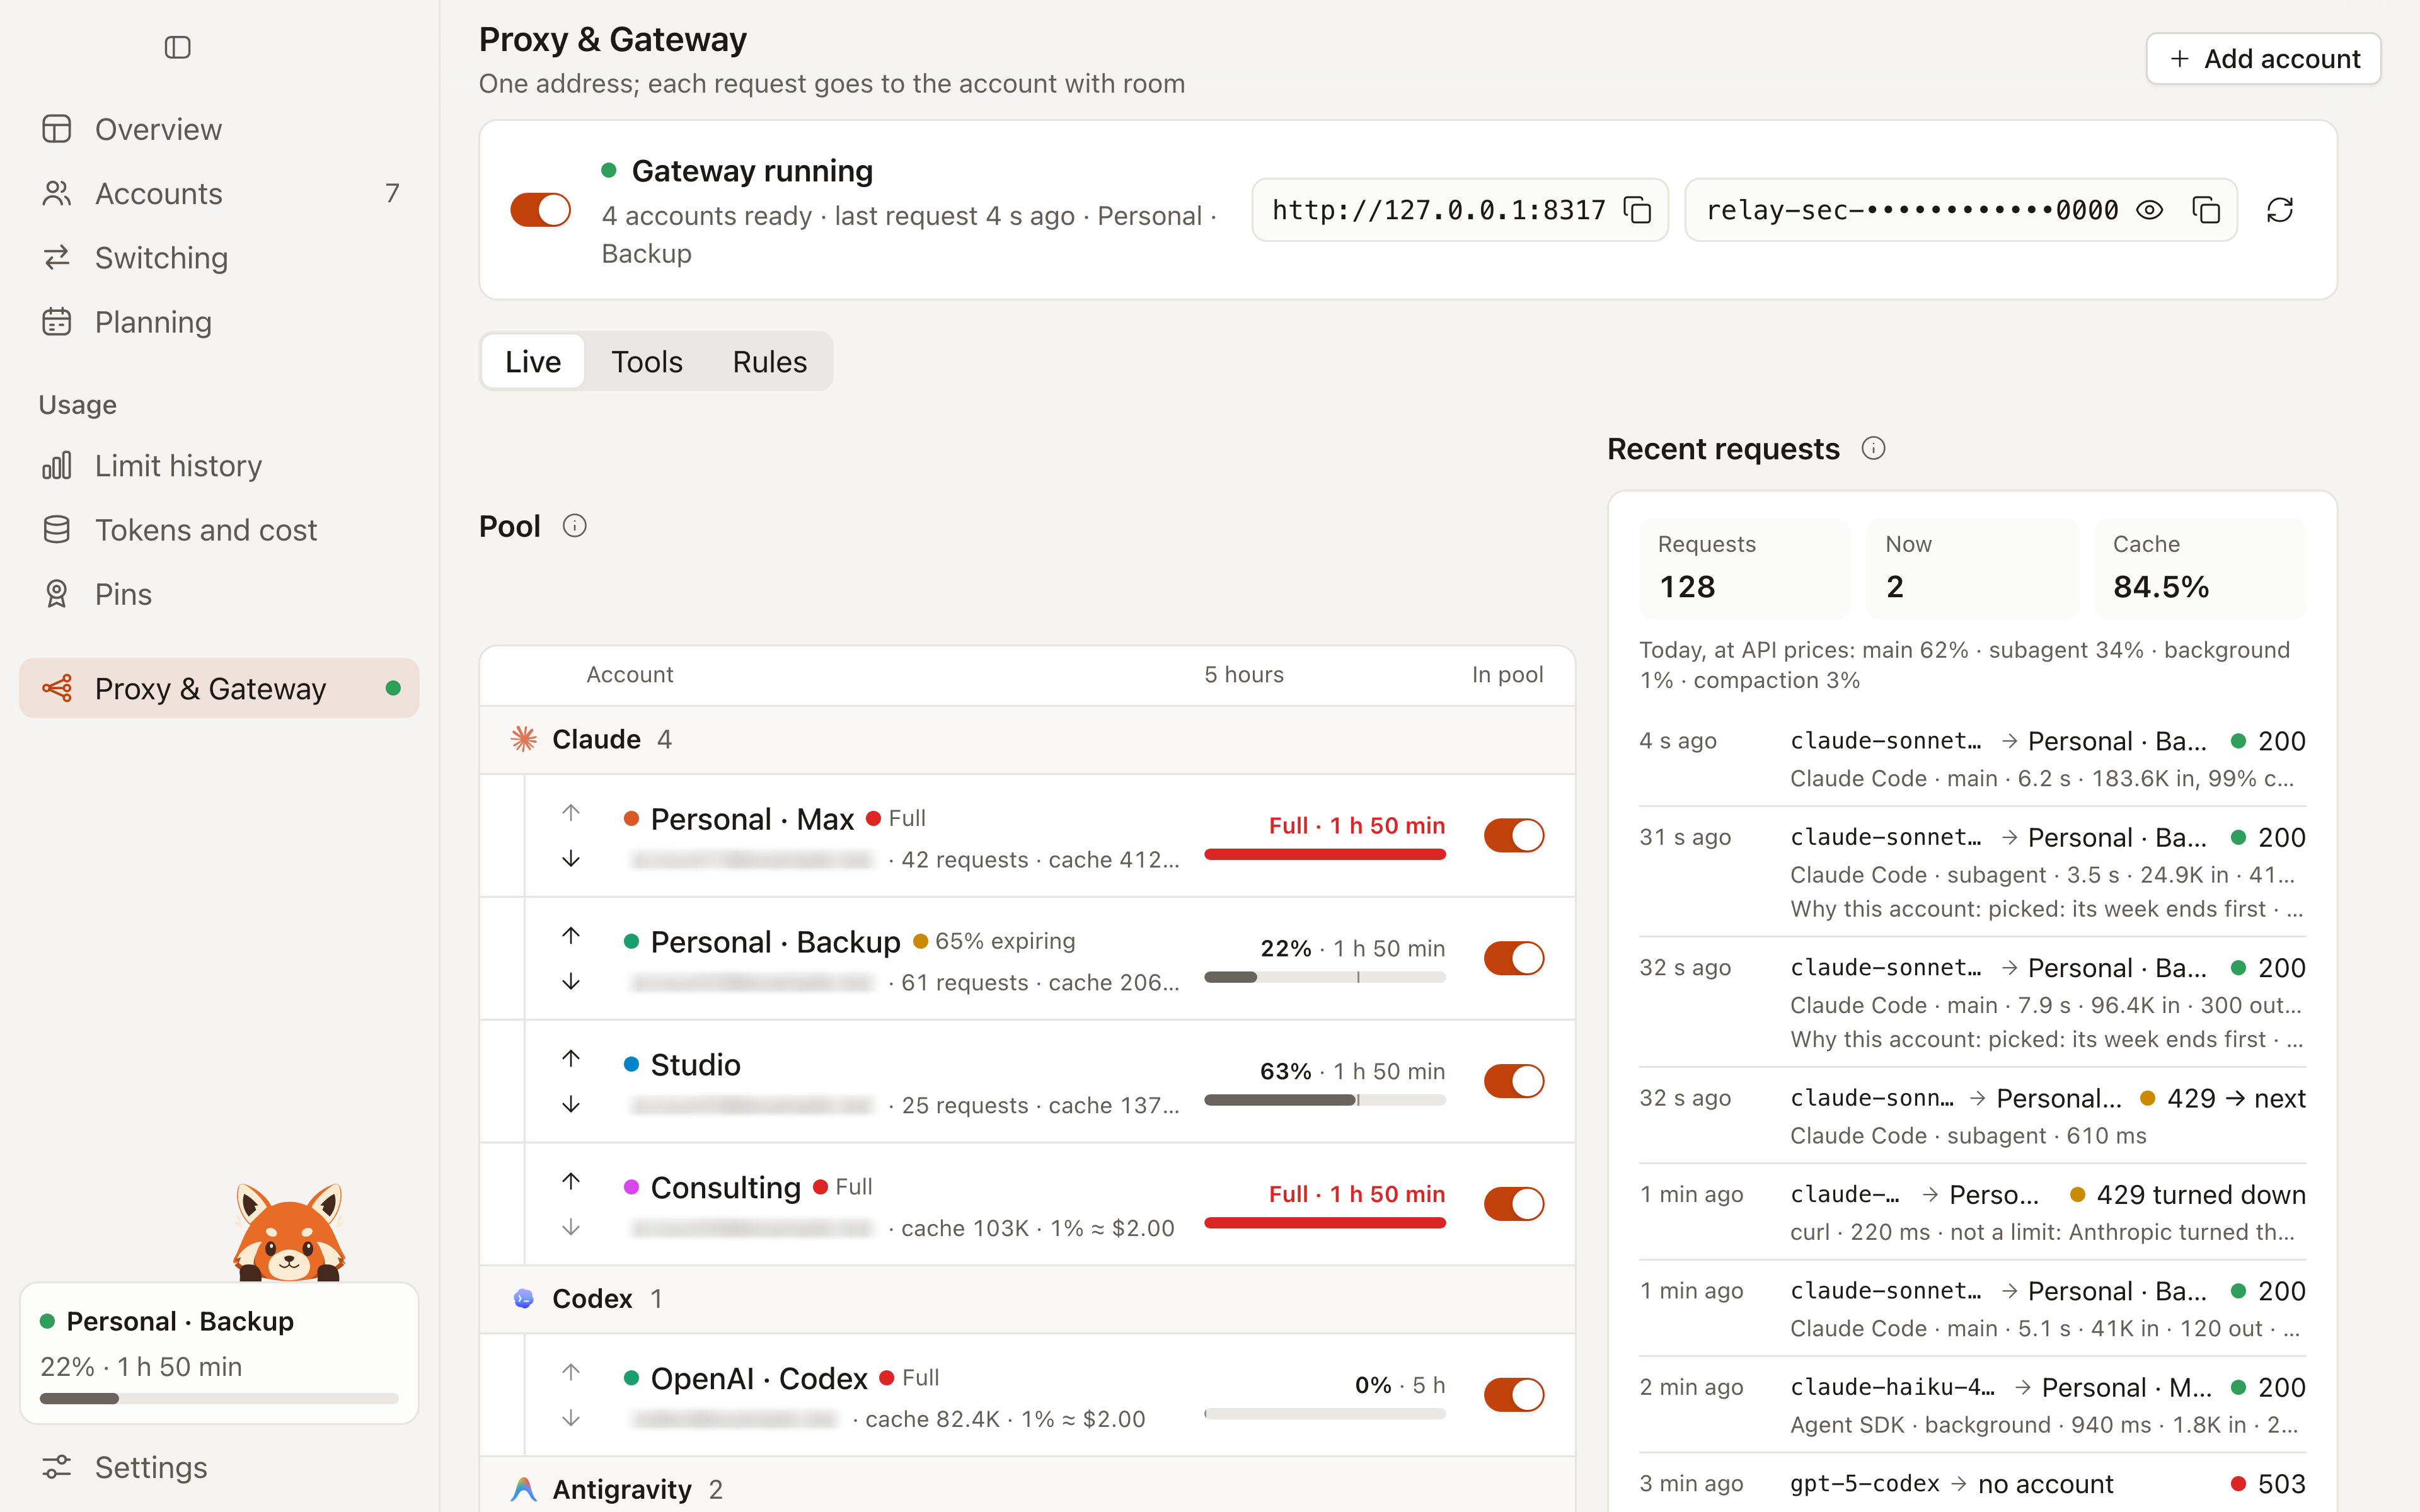 Overview
Accounts 7
Switching
Planning
Usage
Limit history
Tokens and cost
Pins
Proxy & Gateway
Personal · Backup
22% · 1 h 50 min
Settings
Proxy & Gateway
One address; each request goes to the account with room
+ Add account
Gateway running
4 accounts ready · last request 4 s ago · Personal ·
Backup
http://127.0.0.1:8317
relay-sec-••••••••••••0000
Live Tools Rules
Pool
Account 5 hours In pool
Claude 4
Personal · Max Full
Full · 1 h 50 min
· 42 requests · cache 412…
Personal · Backup 65% expiring
22% · 1 h 50 min
· 61 requests · cache 206…
Studio
63% · 1 h 50 min
· 25 requests · cache 137…
Consulting Full
Full · 1 h 50 min
· cache 103K · 1% ≈ $2.00
Codex 1
OpenAI · Codex Full
0% · 5 h
· cache 82.4K · 1% ≈ $2.00
Antigravity 2
Recent requests
Requests Now Cache
128 2 84.5%
Today, at API prices: main 62% · subagent 34% · background
1% · compaction 3%
4 s ago claude-sonnet… → Personal · Ba… 200
Claude Code · main · 6.2 s · 183.6K in, 99% c…
31 s ago claude-sonnet… → Personal · Ba… 200
Claude Code · subagent · 3.5 s · 24.9K in · 41…
Why this account: picked: its week ends first · …
32 s ago claude-sonnet… → Personal · Ba… 200
Claude Code · main · 7.9 s · 96.4K in · 300 out…
Why this account: picked: its week ends first · …
32 s ago claude-sonn… → Personal… 429 → next
Claude Code · subagent · 610 ms
1 min ago claude-… → Perso… 429 turned down
curl · 220 ms · not a limit: Anthropic turned th…
1 min ago claude-sonnet… → Personal · Ba… 200
Claude Code · main · 5.1 s · 41K in · 120 out · …
2 min ago claude-haiku-4… → Personal · M… 200
Agent SDK · background · 940 ms · 1.8K in · 2…
3 min ago gpt-5-codex → no account 503